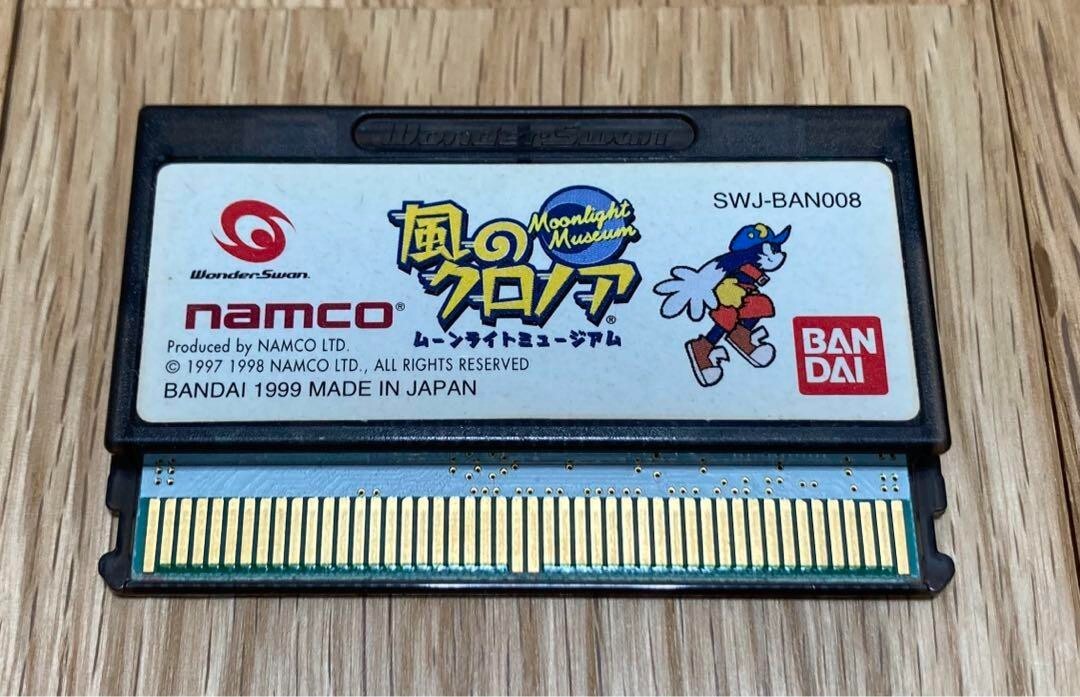 WonderSwan
SWJ-BAN008
風のクロノア®
Moonlight
Museum
ムーンライトミュージアム
WonderSwan™
namco®
Produced by NAMCO LTD.
© 1997 1998 NAMCO LTD., ALL RIGHTS RESERVED
BANDAI 1999 MADE IN JAPAN
BAN
DAI